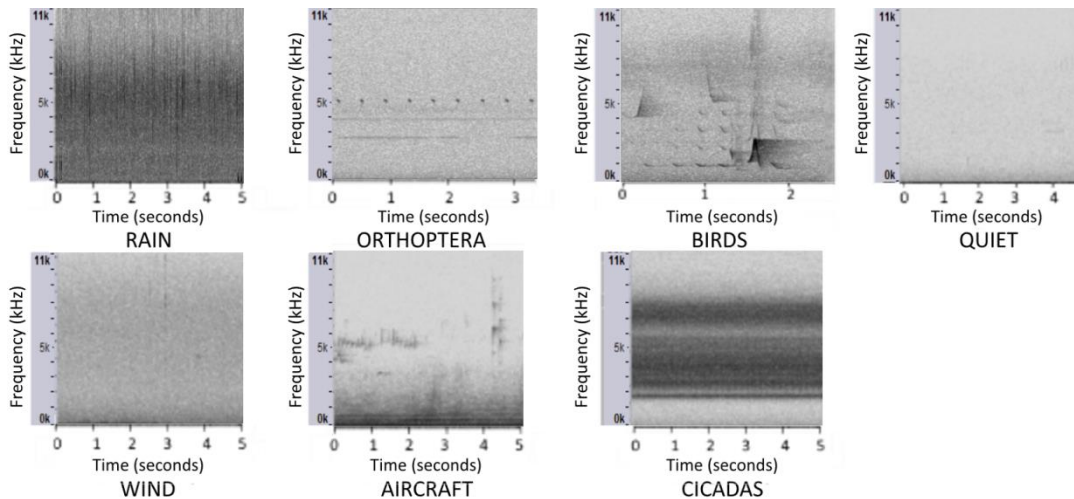 11k
5k
0k
Frequency (kHz)
0 1 2 3 4 5
Time (seconds)
RAIN
11k
5k
0k
Frequency (kHz)
0 1 2 3
Time (seconds)
ORTHOPTERA
11k
5k
0k
Frequency (kHz)
0 1 2
Time (seconds)
BIRDS
11k
5k
0k
Frequency (kHz)
0 1 2 3 4
Time (seconds)
QUIET
11k
5k
0k
Frequency (kHz)
0 1 2 3 4 5
Time (seconds)
WIND
11k
5k
0k
Frequency (kHz)
0 1 2 3 4 5
Time (seconds)
AIRCRAFT
11k
5k
0k
Frequency (kHz)
0 1 2 3 4 5
Time (seconds)
CICADAS